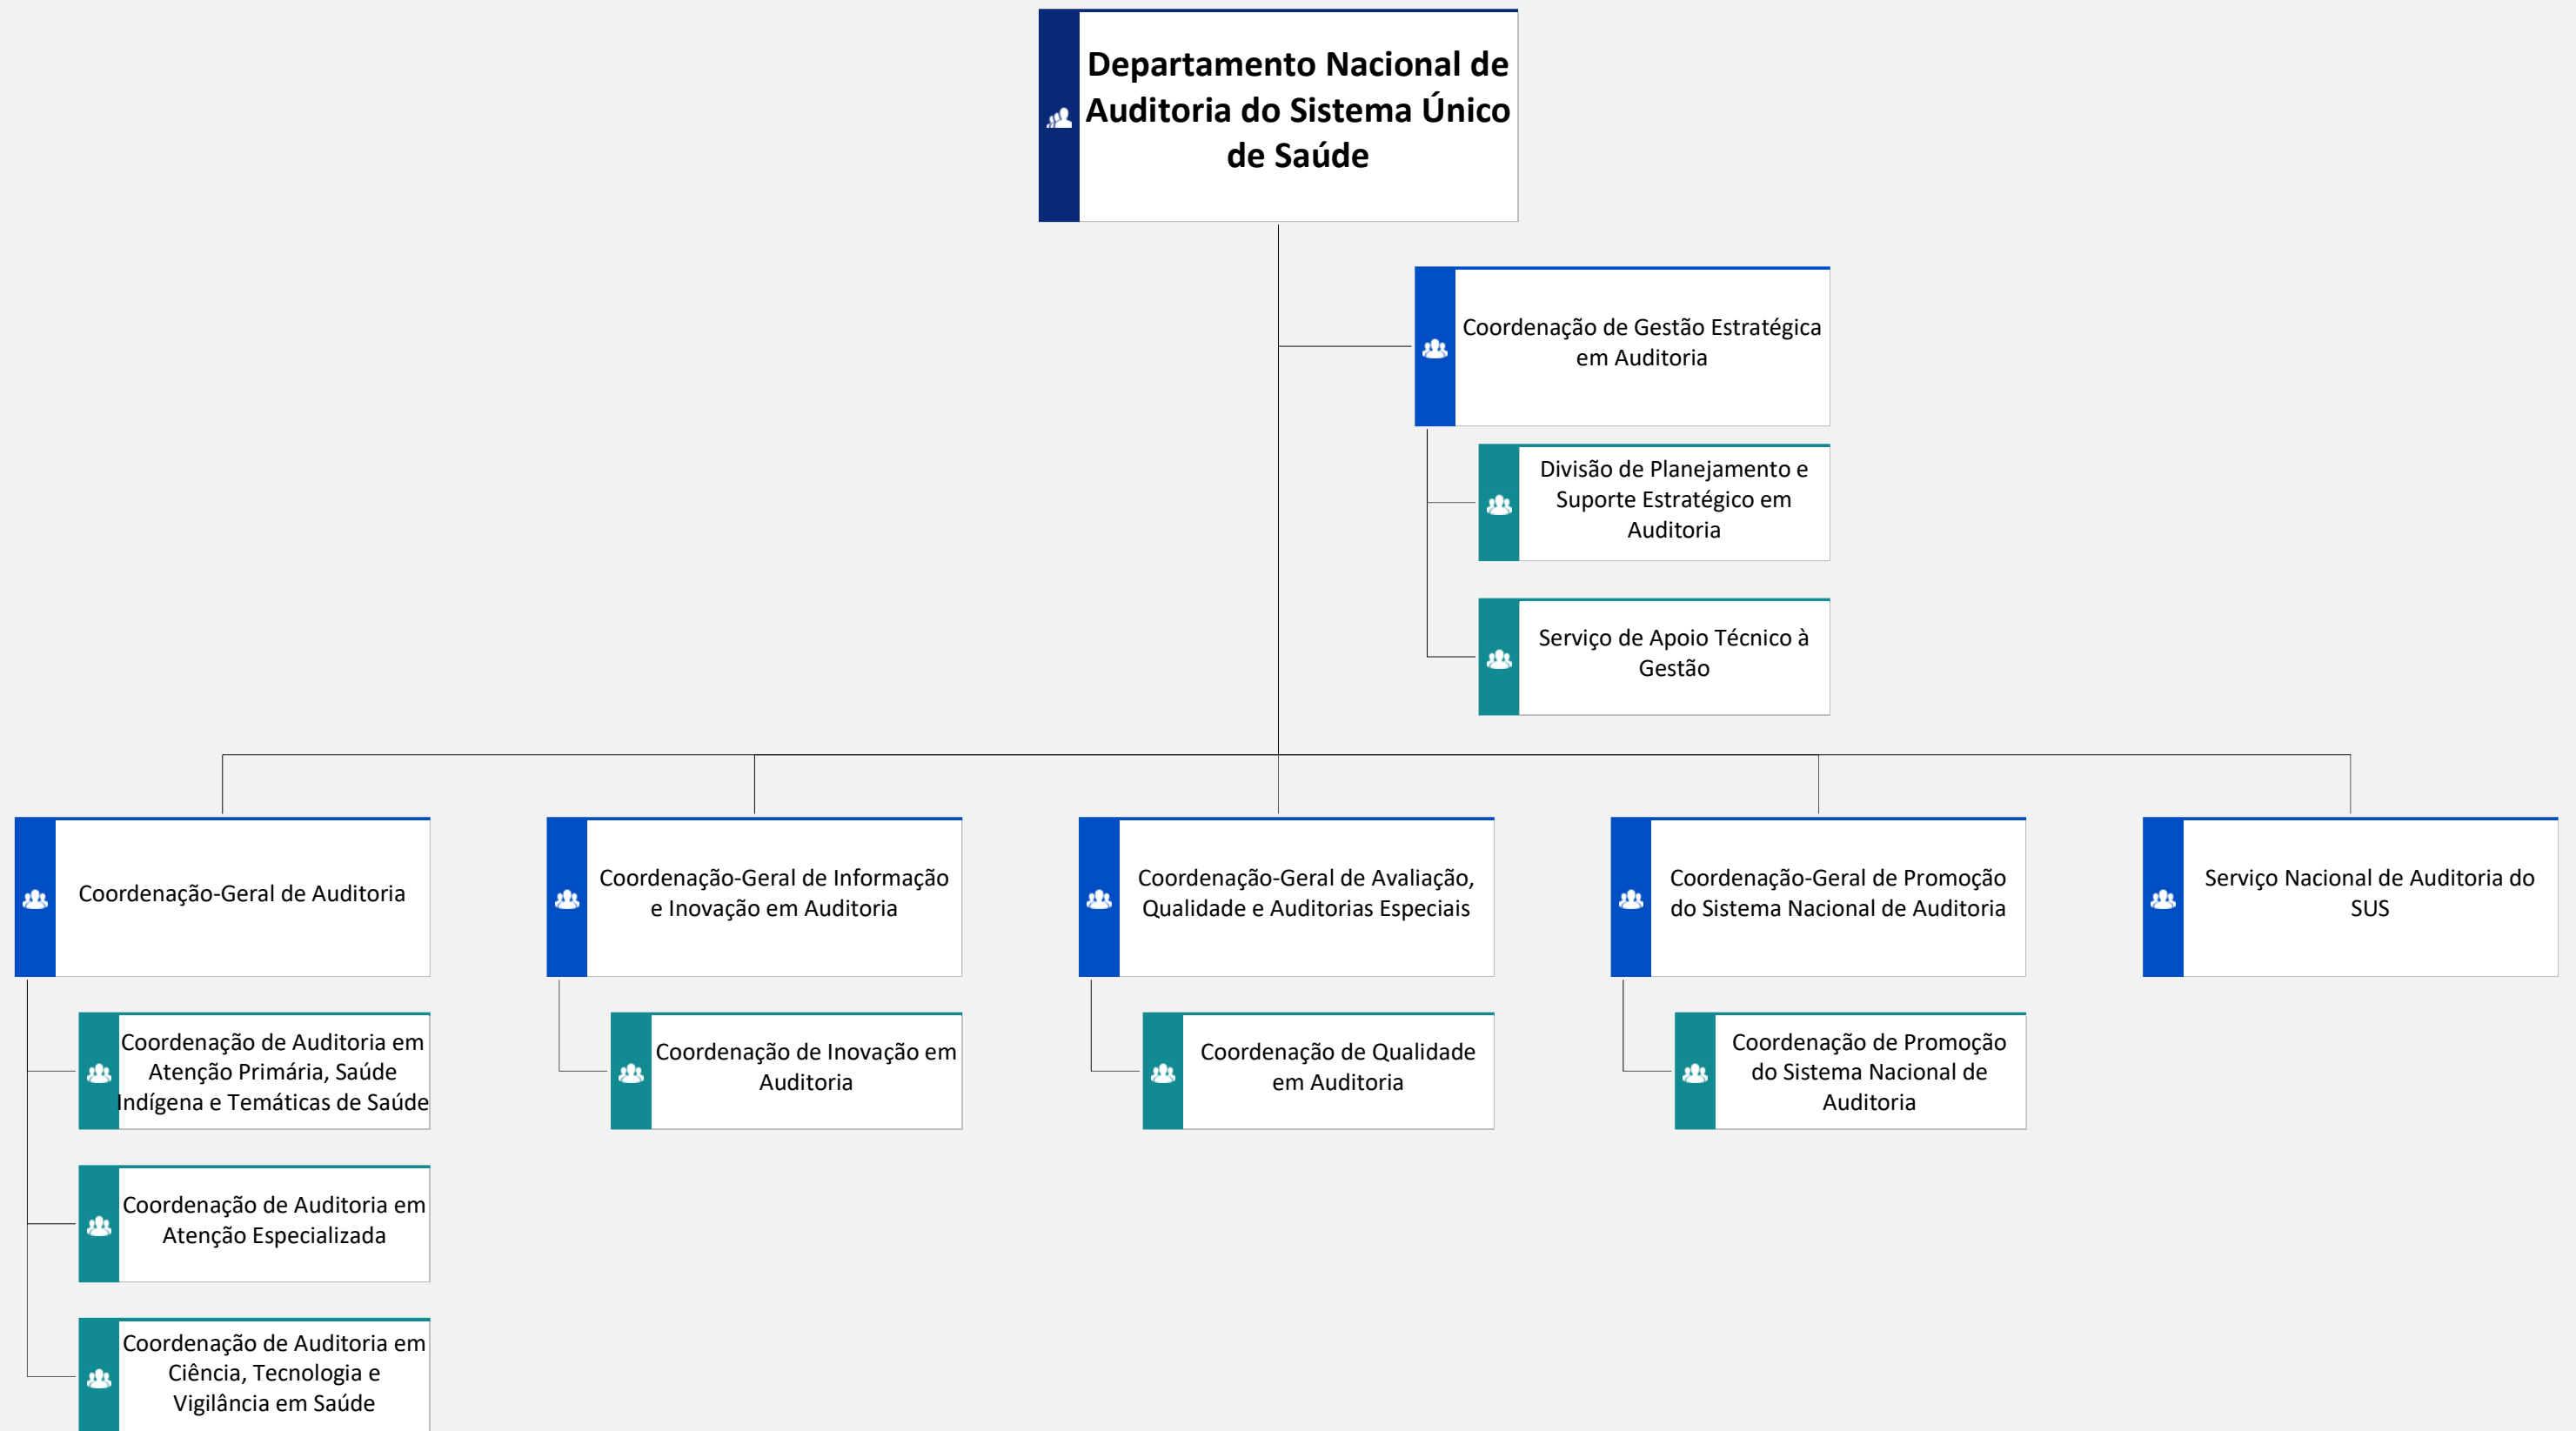 Departamento Nacional de
Auditoria do Sistema Único
de Saúde
Coordenação de Gestão Estratégica
em Auditoria
Divisão de Planejamento e
Suporte Estratégico em
Auditoria
Serviço de Apoio Técnico à
Gestão
Coordenação-Geral de Auditoria
Coordenação de Auditoria em
Atenção Primária, Saúde
Indígena e Temáticas de Saúde
Coordenação de Auditoria em
Atenção Especializada
Coordenação de Auditoria em
Ciência, Tecnologia e
Vigilância em Saúde
Coordenação-Geral de Informação
e Inovação em Auditoria
Coordenação de Inovação em
Auditoria
Coordenação-Geral de Avaliação,
Qualidade e Auditorias Especiais
Coordenação de Qualidade
em Auditoria
Coordenação-Geral de Promoção
do Sistema Nacional de Auditoria
Coordenação de Promoção
do Sistema Nacional de
Auditoria
Serviço Nacional de Auditoria do
SUS